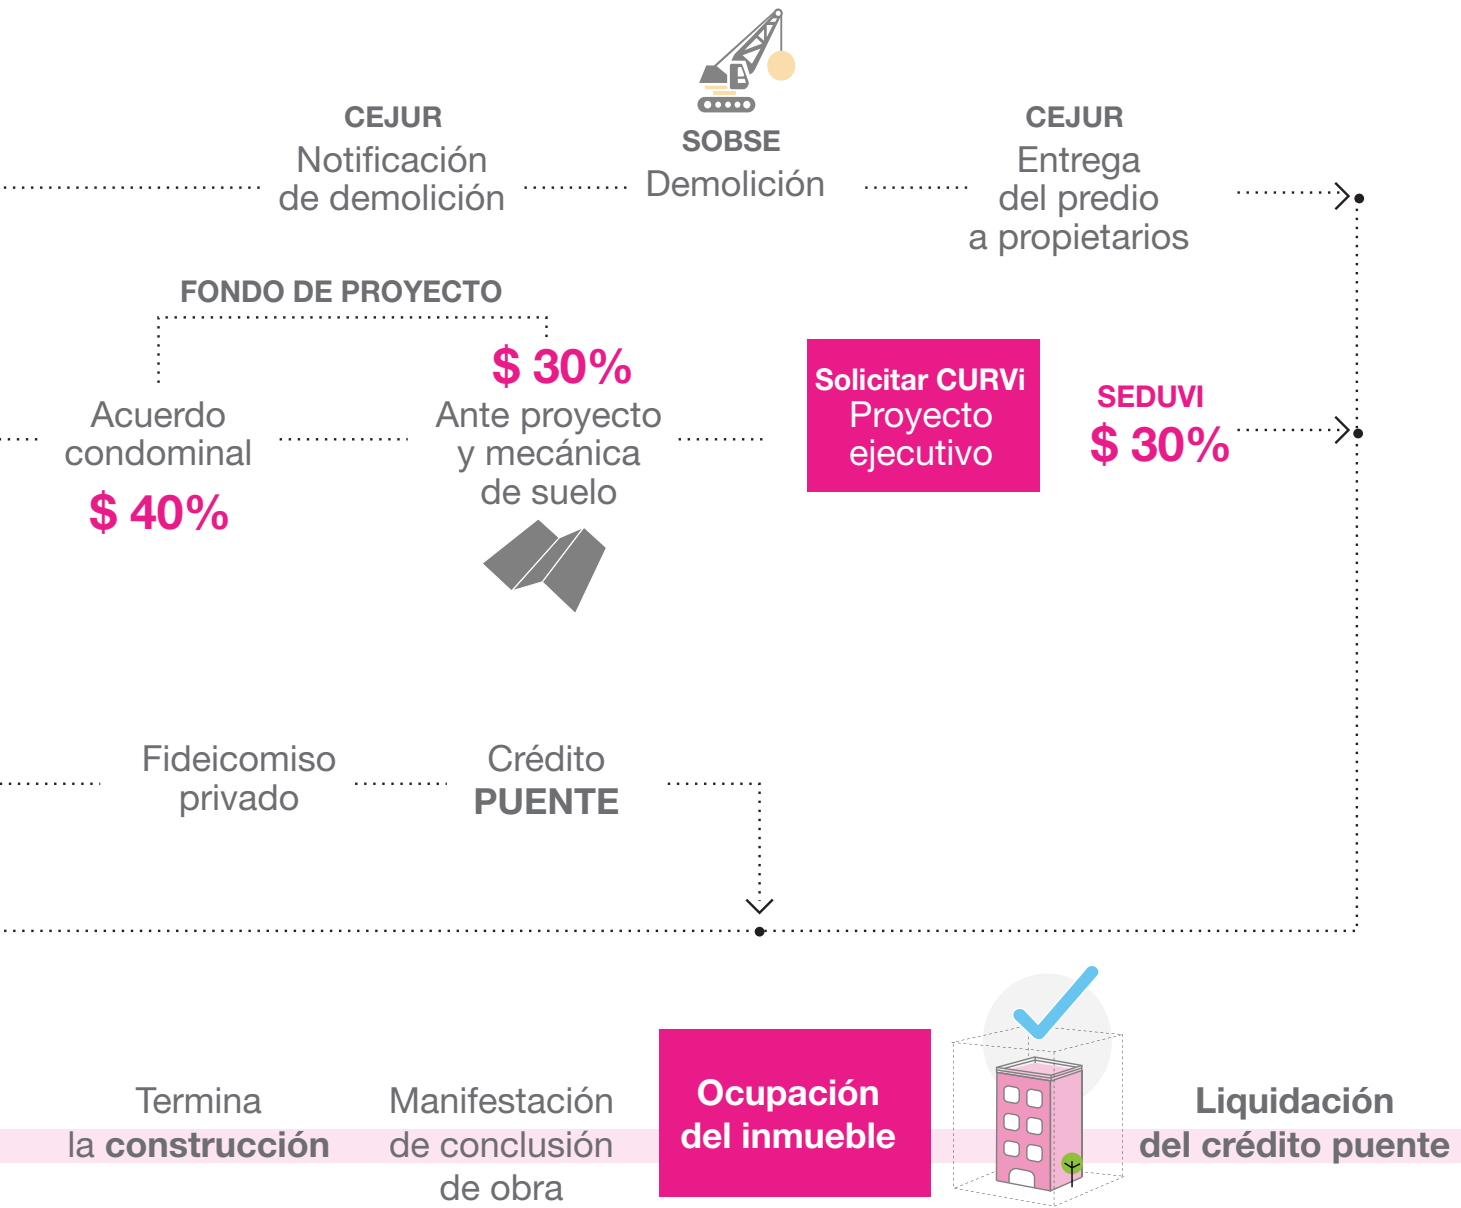 CEJUR
Notificación
de demolición
SOBSE
Demolición
CEJUR
Entrega
del predio
a propietarios
FONDO DE PROYECTO
Acuerdo
condominal
$ 40%
$ 30%
Ante proyecto
y mecánica
de suelo
Solicitar CURVi
Proyecto
ejecutivo
SEDUVI
$ 30%
Fideicomiso
privado
Crédito
PUENTE
Termina
la construcción
Manifestación
de conclusión
de obra
Ocupación
del inmueble
Liquidación
del crédito puente